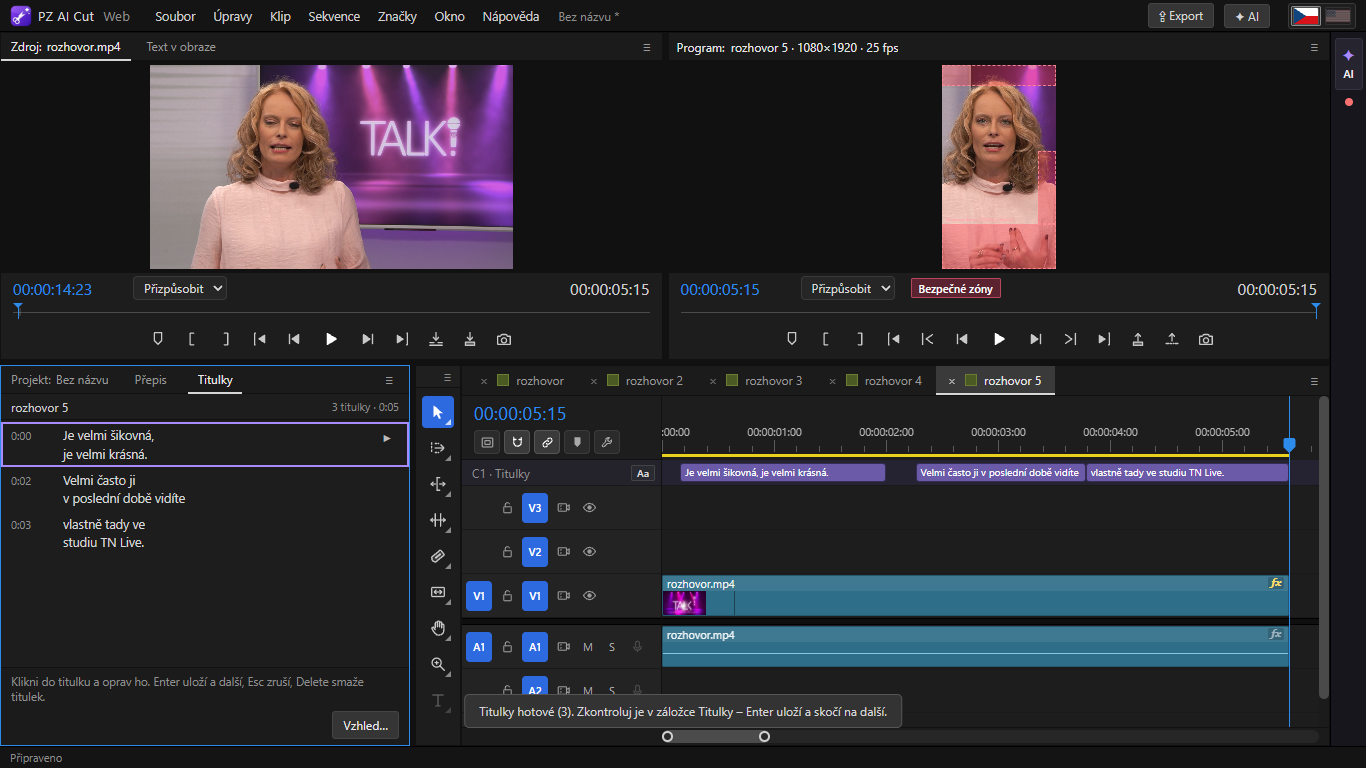 PZ AI Cut Web Soubor Úpravy Klip Sekvence Značky Okno Nápověda Bez názvu * Export AI
Zdroj: rozhovor.mp4 Text v obraze
Program: rozhovor 5 · 1080×1920 · 25 fps
AI
TALK!
00:00:14:23 Přizpůsobit 00:00:05:15
00:00:05:15 Přizpůsobit Bezpečné zóny 00:00:05:15
Projekt: Bez názvu Přepis Titulky
rozhovor 5 3 titulky · 0:05
0:00 Je velmi šikovná,
je velmi krásná.
0:02 Velmi často ji
v poslední době vidíte
0:03 vlastně tady ve
studiu TN Live.
Klikni do titulku a oprav ho. Enter uloží a další, Esc zruší, Delete smaže
titulek.
Vzhled...
× rozhovor × rozhovor 2 × rozhovor 3 × rozhovor 4 × rozhovor 5
00:00:05:15
:00:00 00:00:01:00 00:00:02:00 00:00:03:00 00:00:04:00 00:00:05:00
C1 · Titulky Aa Je velmi šikovná, je velmi krásná. Velmi často ji v poslední době vidíte vlastně tady ve studiu TN Live.
V3
V2
V1 V1 rozhovor.mp4 fx
TALK
A1 A1 M S rozhovor.mp4 fx
A2 M S
T
Titulky hotové (3). Zkontroluj je v záložce Titulky – Enter uloží a skočí na další.
Připraveno